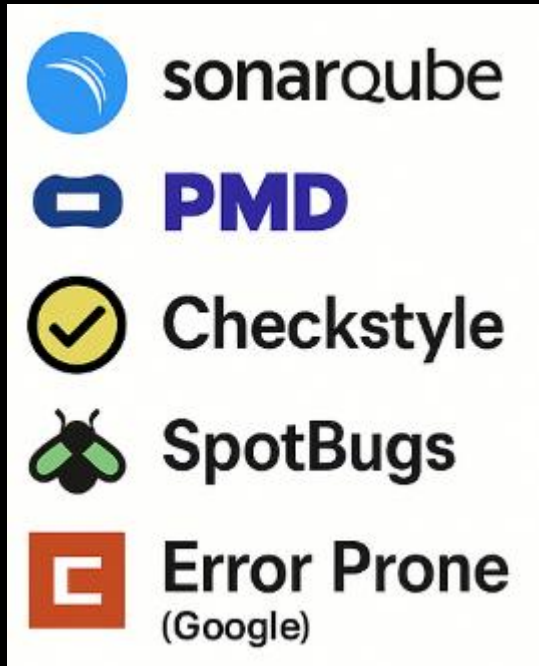 sonarqube
PMD
Checkstyle
SpotBugs
Error Prone
(Google)